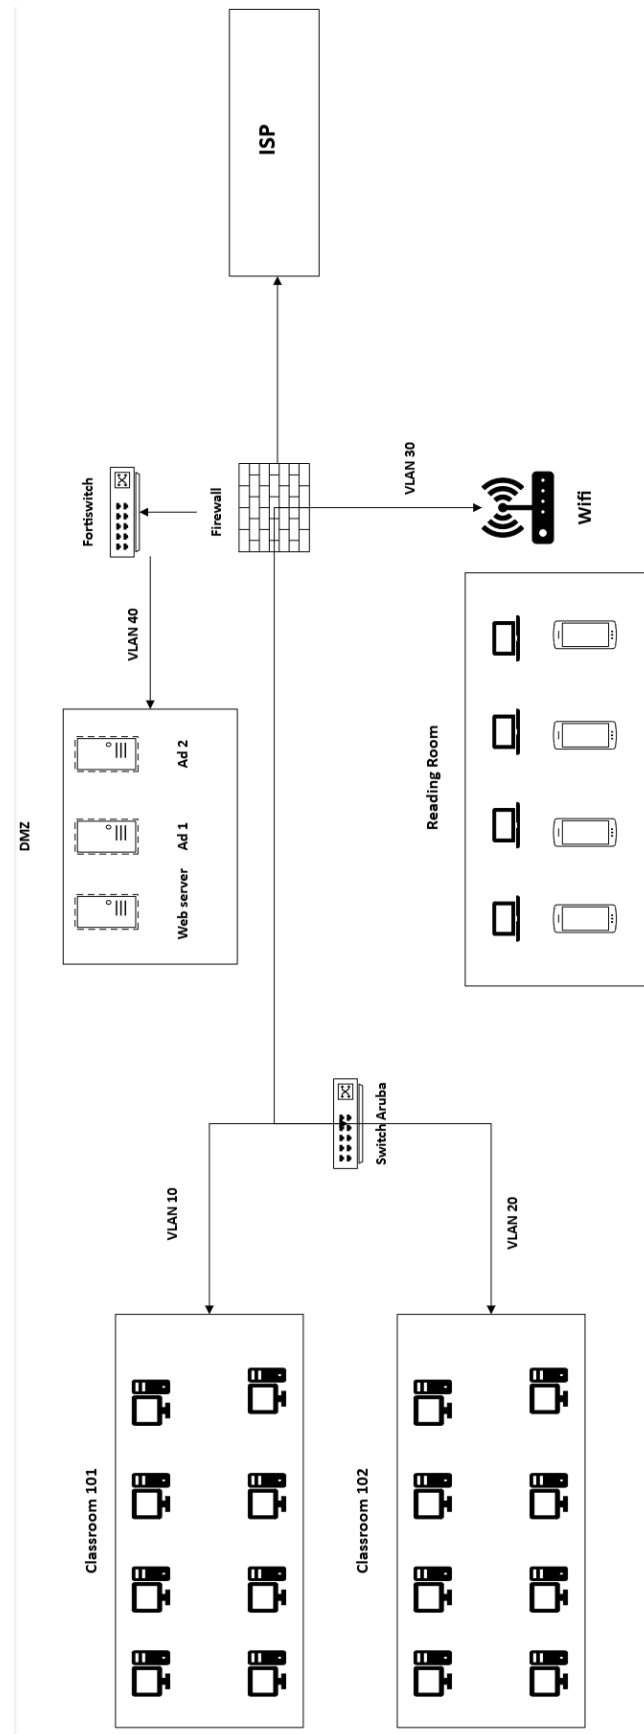 ISP
Fortiswitch
Firewall
VLAN 30
Wifi
VLAN 40
DMZ
Ad 2
Ad 1
Web server
Reading Room
Switch Aruba
VLAN 10
VLAN 20
Classroom 101
Classroom 102